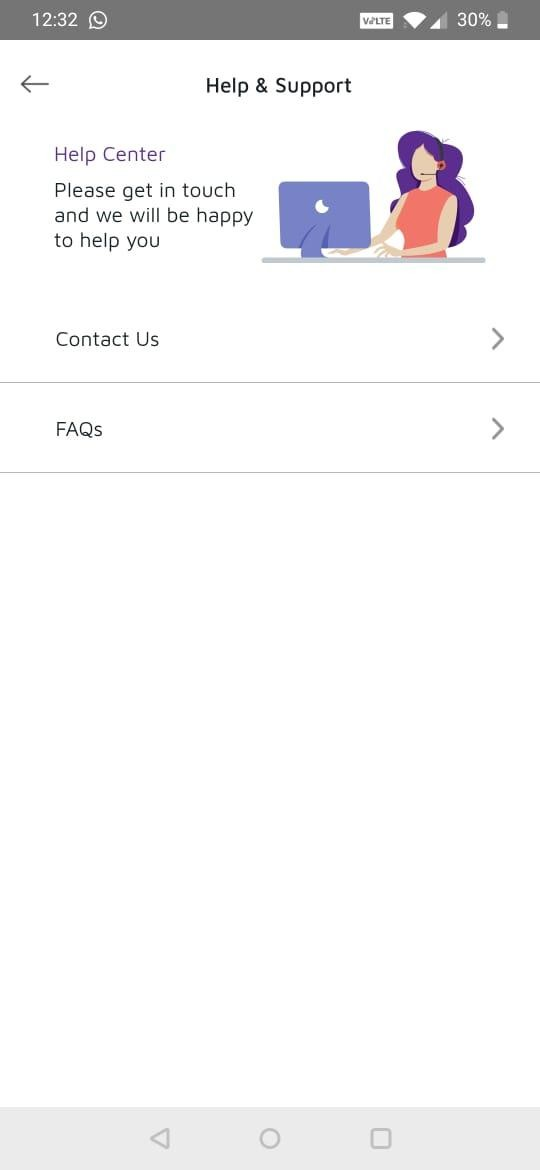 12:32 VoLTE 30%
Help & Support
Help Center
Please get in touch
and we will be happy
to help you
Contact Us
FAQs